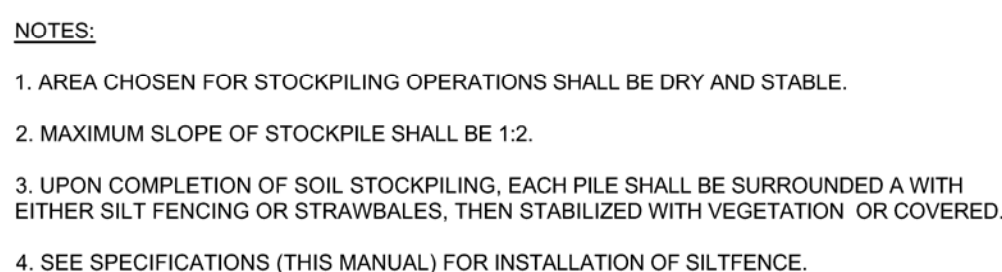 NOTES:
1. AREA CHOSEN FOR STOCKPILING OPERATIONS SHALL BE DRY AND STABLE.
2. MAXIMUM SLOPE OF STOCKPILE SHALL BE 1:2.
3. UPON COMPLETION OF SOIL STOCKPILING, EACH PILE SHALL BE SURROUNDED A WITH
EITHER SILT FENCING OR STRAWBALES, THEN STABILIZED WITH VEGETATION OR COVERED.
4. SEE SPECIFICATIONS (THIS MANUAL) FOR INSTALLATION OF SILTFENCE.